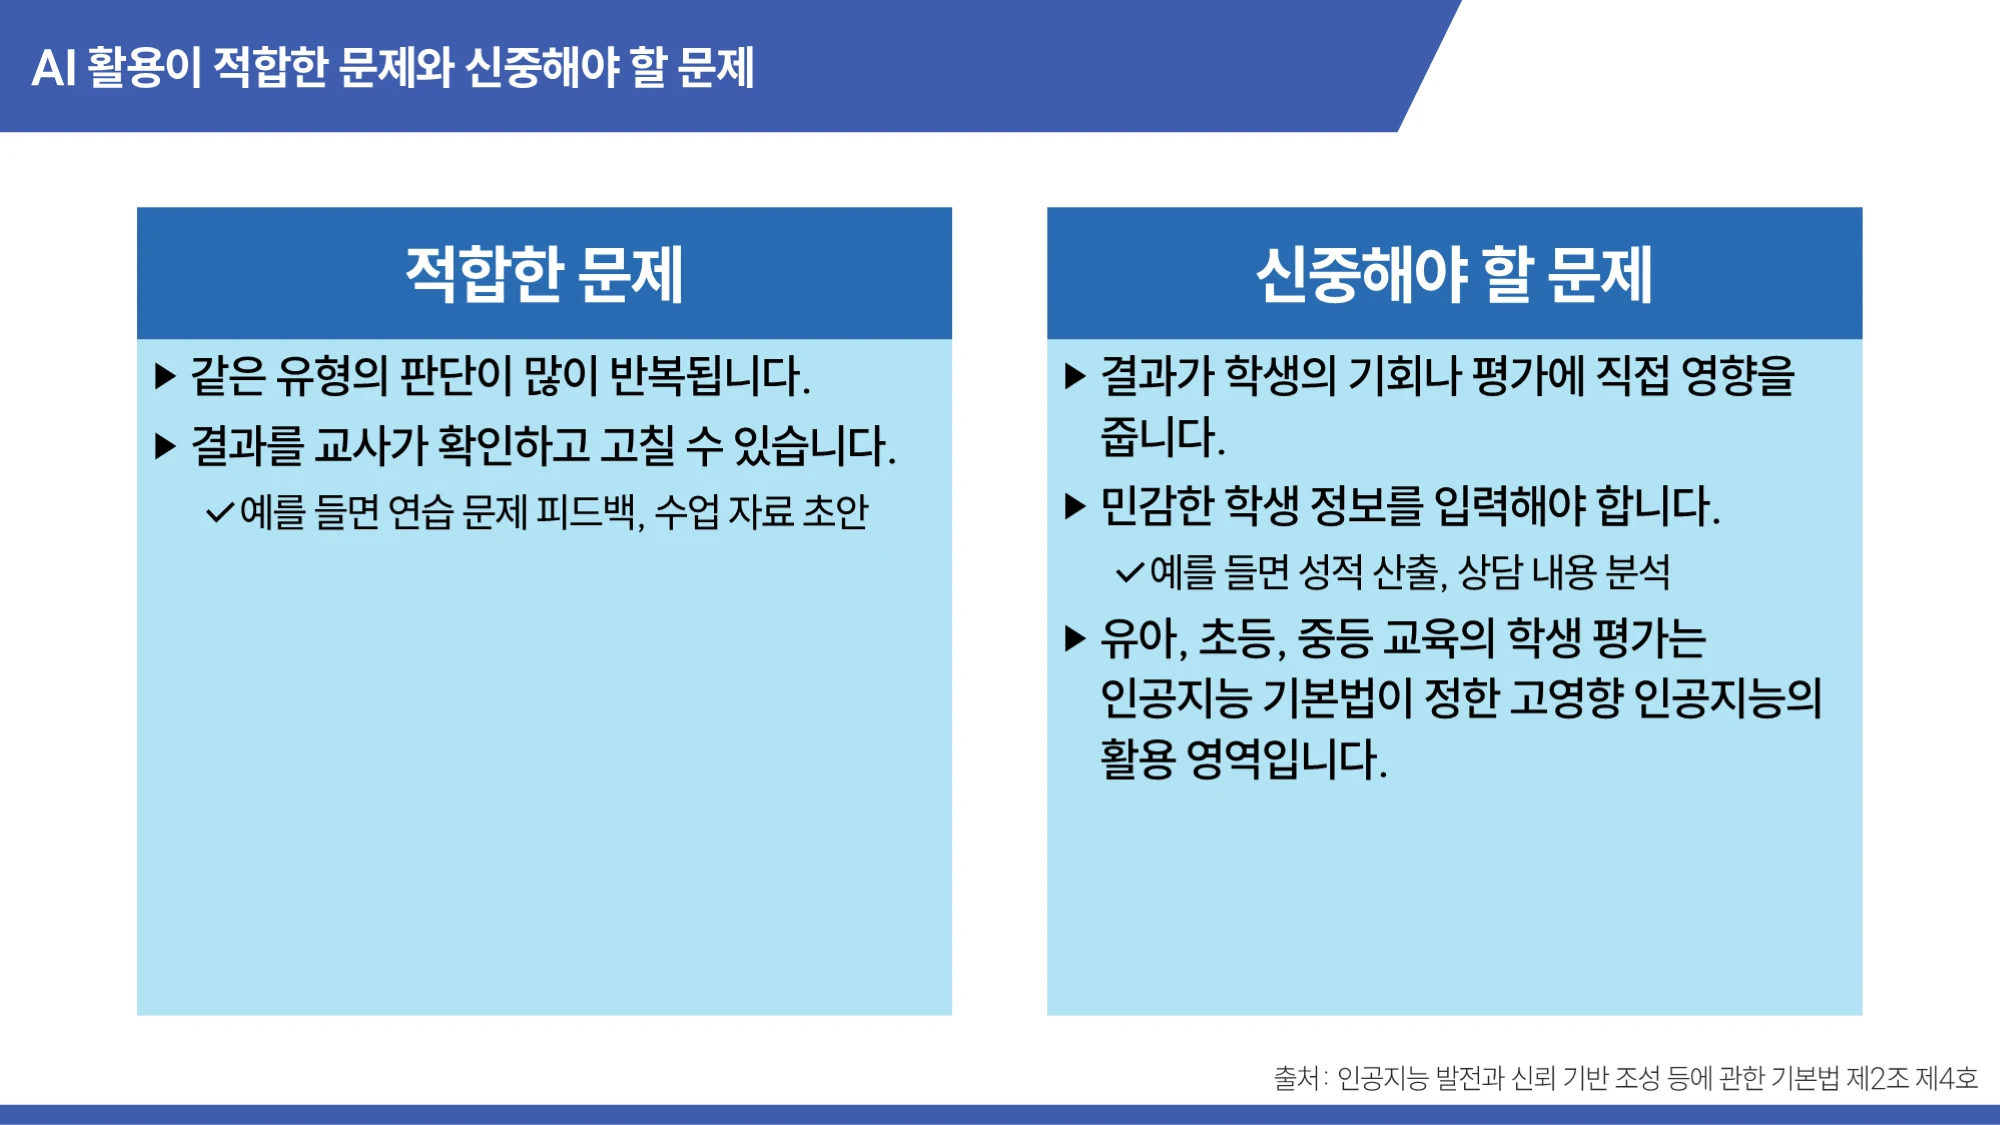 AI 활용이 적합한 문제와 신중해야 할 문제
적합한 문제
▶ 같은 유형의 판단이 많이 반복됩니다.
▶ 결과를 교사가 확인하고 고칠 수 있습니다.
✓예를 들면 연습 문제 피드백, 수업 자료 초안
신중해야 할 문제
▶ 결과가 학생의 기회나 평가에 직접 영향을
줍니다.
▶ 민감한 학생 정보를 입력해야 합니다.
✓예를 들면 성적 산출, 상담 내용 분석
▶ 유아, 초등, 중등 교육의 학생 평가는
인공지능 기본법이 정한 고영향 인공지능의
활용 영역입니다.
출처: 인공지능 발전과 신뢰 기반 조성 등에 관한 기본법 제2조 제4호